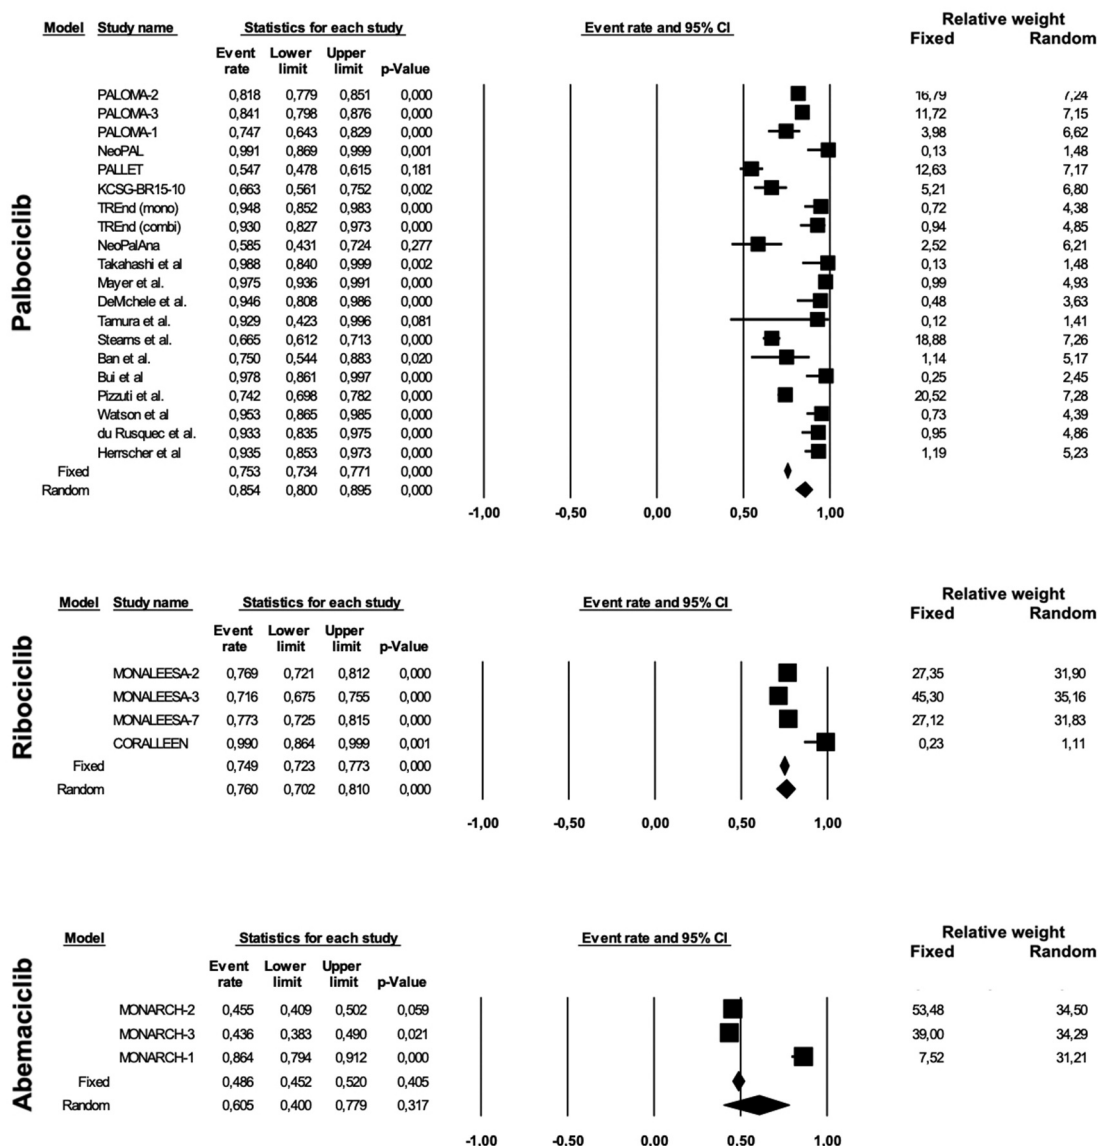 Palbociclib
Relative weight
Model Study name Statistics for each study Event rate and 95% CI Fixed Random
Event rate Lower limit Upper limit p-Value
PALOMA-2 0,818 0,779 0,851 0,000 16,79 7,24
PALOMA-3 0,841 0,798 0,876 0,000 11,72 7,15
PALOMA-1 0,747 0,643 0,829 0,000 3,98 6,62
NeoPAL 0,991 0,869 0,999 0,001 0,13 1,48
PALLET 0,547 0,478 0,615 0,181 12,63 7,17
KCSG-BR15-10 0,663 0,561 0,752 0,002 5,21 6,80
TREnd (mono) 0,948 0,852 0,983 0,000 0,72 4,38
TREnd (combi) 0,930 0,827 0,973 0,000 0,94 4,85
NeoPalAna 0,585 0,431 0,724 0,277 2,52 6,21
Takahashi et al 0,988 0,840 0,999 0,002 0,13 1,48
Mayer et al. 0,975 0,936 0,991 0,000 0,99 4,93
DeMichele et al. 0,946 0,808 0,986 0,000 0,48 3,63
Tamura et al. 0,929 0,423 0,996 0,081 0,12 1,41
Stearns et al. 0,665 0,612 0,713 0,000 18,88 7,26
Ban et al. 0,750 0,544 0,883 0,020 1,14 5,17
Bui et al 0,978 0,861 0,997 0,000 0,25 2,45
Pizzuti et al. 0,742 0,698 0,782 0,000 20,52 7,28
Watson et al 0,953 0,865 0,985 0,000 0,73 4,39
du Rusquec et al. 0,933 0,835 0,975 0,000 0,95 4,86
Herrscher et al 0,935 0,853 0,973 0,000 1,19 5,23
Fixed 0,753 0,734 0,771 0,000
Random 0,854 0,800 0,895 0,000
-1,00 -0,50 0,00 0,50 1,00
Ribociclib
Relative weight
Model Study name Statistics for each study Event rate and 95% CI Fixed Random
Event rate Lower limit Upper limit p-Value
MONALEESA-2 0,769 0,721 0,812 0,000 27,35 31,90
MONALEESA-3 0,716 0,675 0,755 0,000 45,30 35,16
MONALEESA-7 0,773 0,725 0,815 0,000 27,12 31,83
CORALLEEN 0,990 0,864 0,999 0,001 0,23 1,11
Fixed 0,749 0,723 0,773 0,000
Random 0,760 0,702 0,810 0,000
-1,00 -0,50 0,00 0,50 1,00
Abemaciclib
Relative weight
Model Statistics for each study Event rate and 95% CI Fixed Random
Event rate Lower limit Upper limit p-Value
MONARCH-2 0,455 0,409 0,502 0,059 53,48 34,50
MONARCH-3 0,436 0,383 0,490 0,021 39,00 34,29
MONARCH-1 0,864 0,794 0,912 0,000 7,52 31,21
Fixed 0,486 0,452 0,520 0,405
Random 0,605 0,400 0,779 0,317
-1,00 -0,50 0,00 0,50 1,00